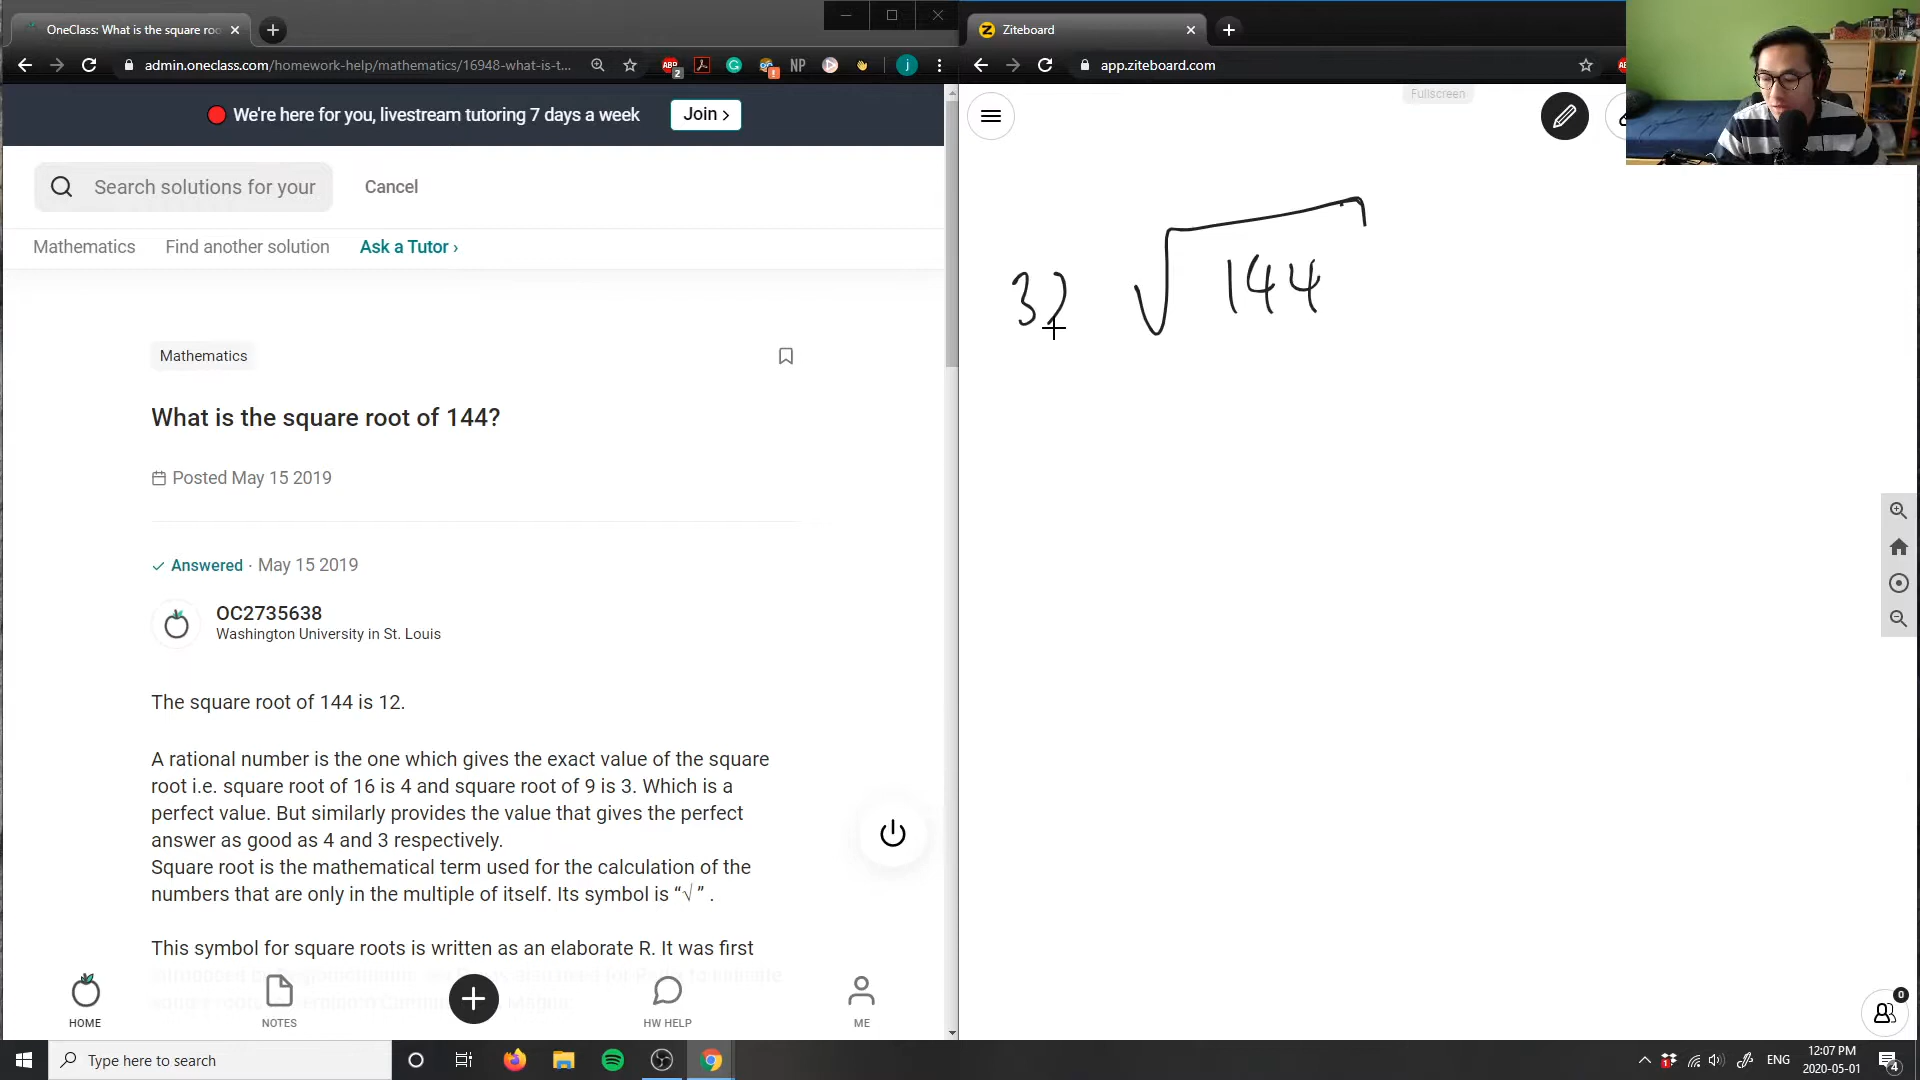 OneClass: What is the square roo
admin.oneclass.com/homework-help/mathematics/16948-what-is-t...
ABP
2
NP
j
We're here for you, livestream tutoring 7 days a week
Join ›
Search solutions for your
Cancel
Mathematics
Find another solution
Ask a Tutor ›
Mathematics
What is the square root of 144?
Posted May 15 2019
Answered · May 15 2019
OC2735638
Washington University in St. Louis
The square root of 144 is 12.
A rational number is the one which gives the exact value of the square
root i.e. square root of 16 is 4 and square root of 9 is 3. Which is a
perfect value. But similarly provides the value that gives the perfect
answer as good as 4 and 3 respectively.
Square root is the mathematical term used for the calculation of the
numbers that are only in the multiple of itself. Its symbol is “√ ” .
This symbol for square roots is written as an elaborate R. It was first
HOME
NOTES
HW HELP
ME
Ziteboard
app.ziteboard.com
Fullscreen
32 √144
0
Type here to search
ENG
12:07 PM
2020-05-01
4